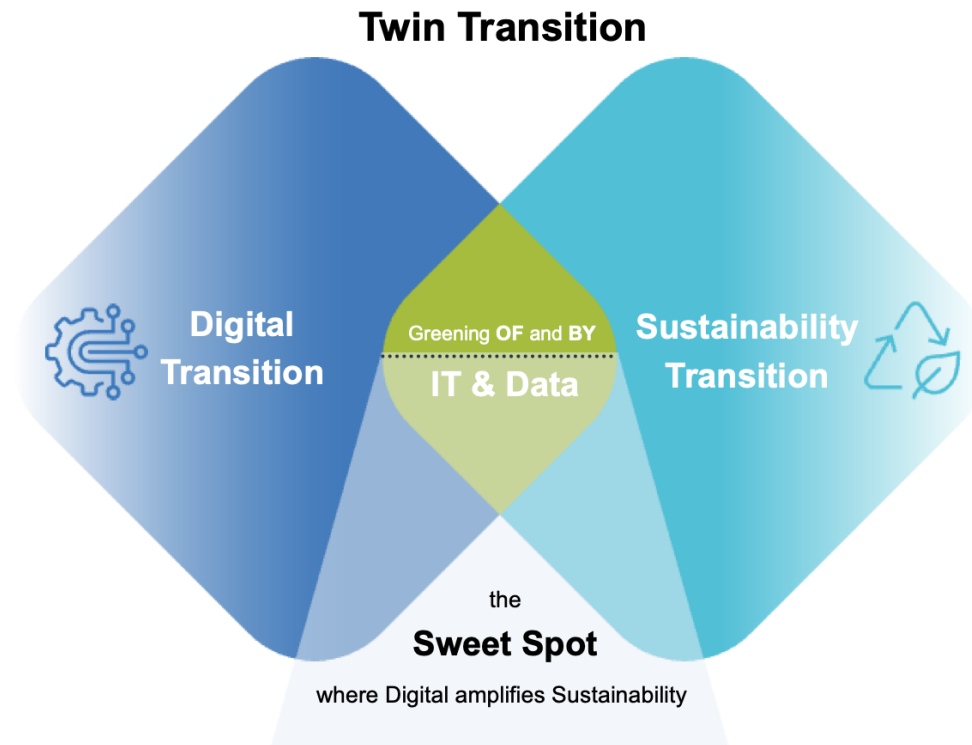 Twin Transition
Digital
Transition
Greening OF and BY
IT & Data
Sustainability
Transition
the
Sweet Spot
where Digital amplifies Sustainability